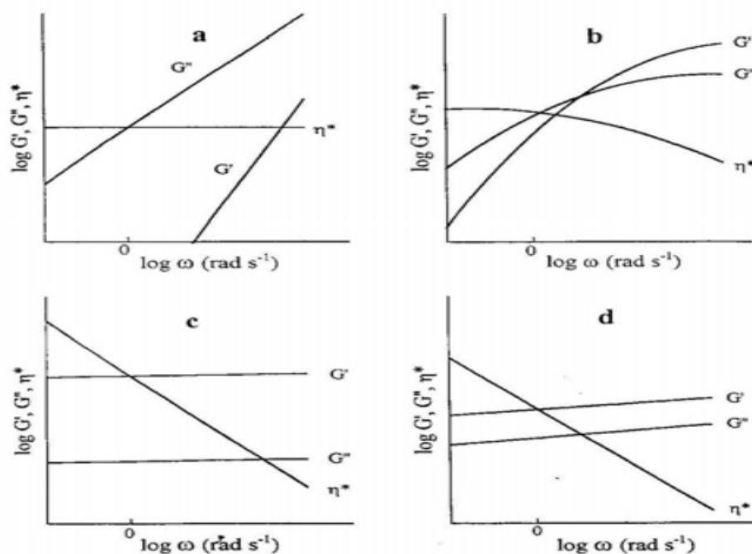 a
G"
η*
G'
log G', G", η*
0
log ω (rad s⁻¹)
b
G'
G"
η*
log G', G", η*
0
log ω (rad s⁻¹)
c
G'
G"
η*
log G', G", η*
0
log ω (rad s⁻¹)
d
G'
G"
η*
log G', G", η*
0
log ω (rad s⁻¹)